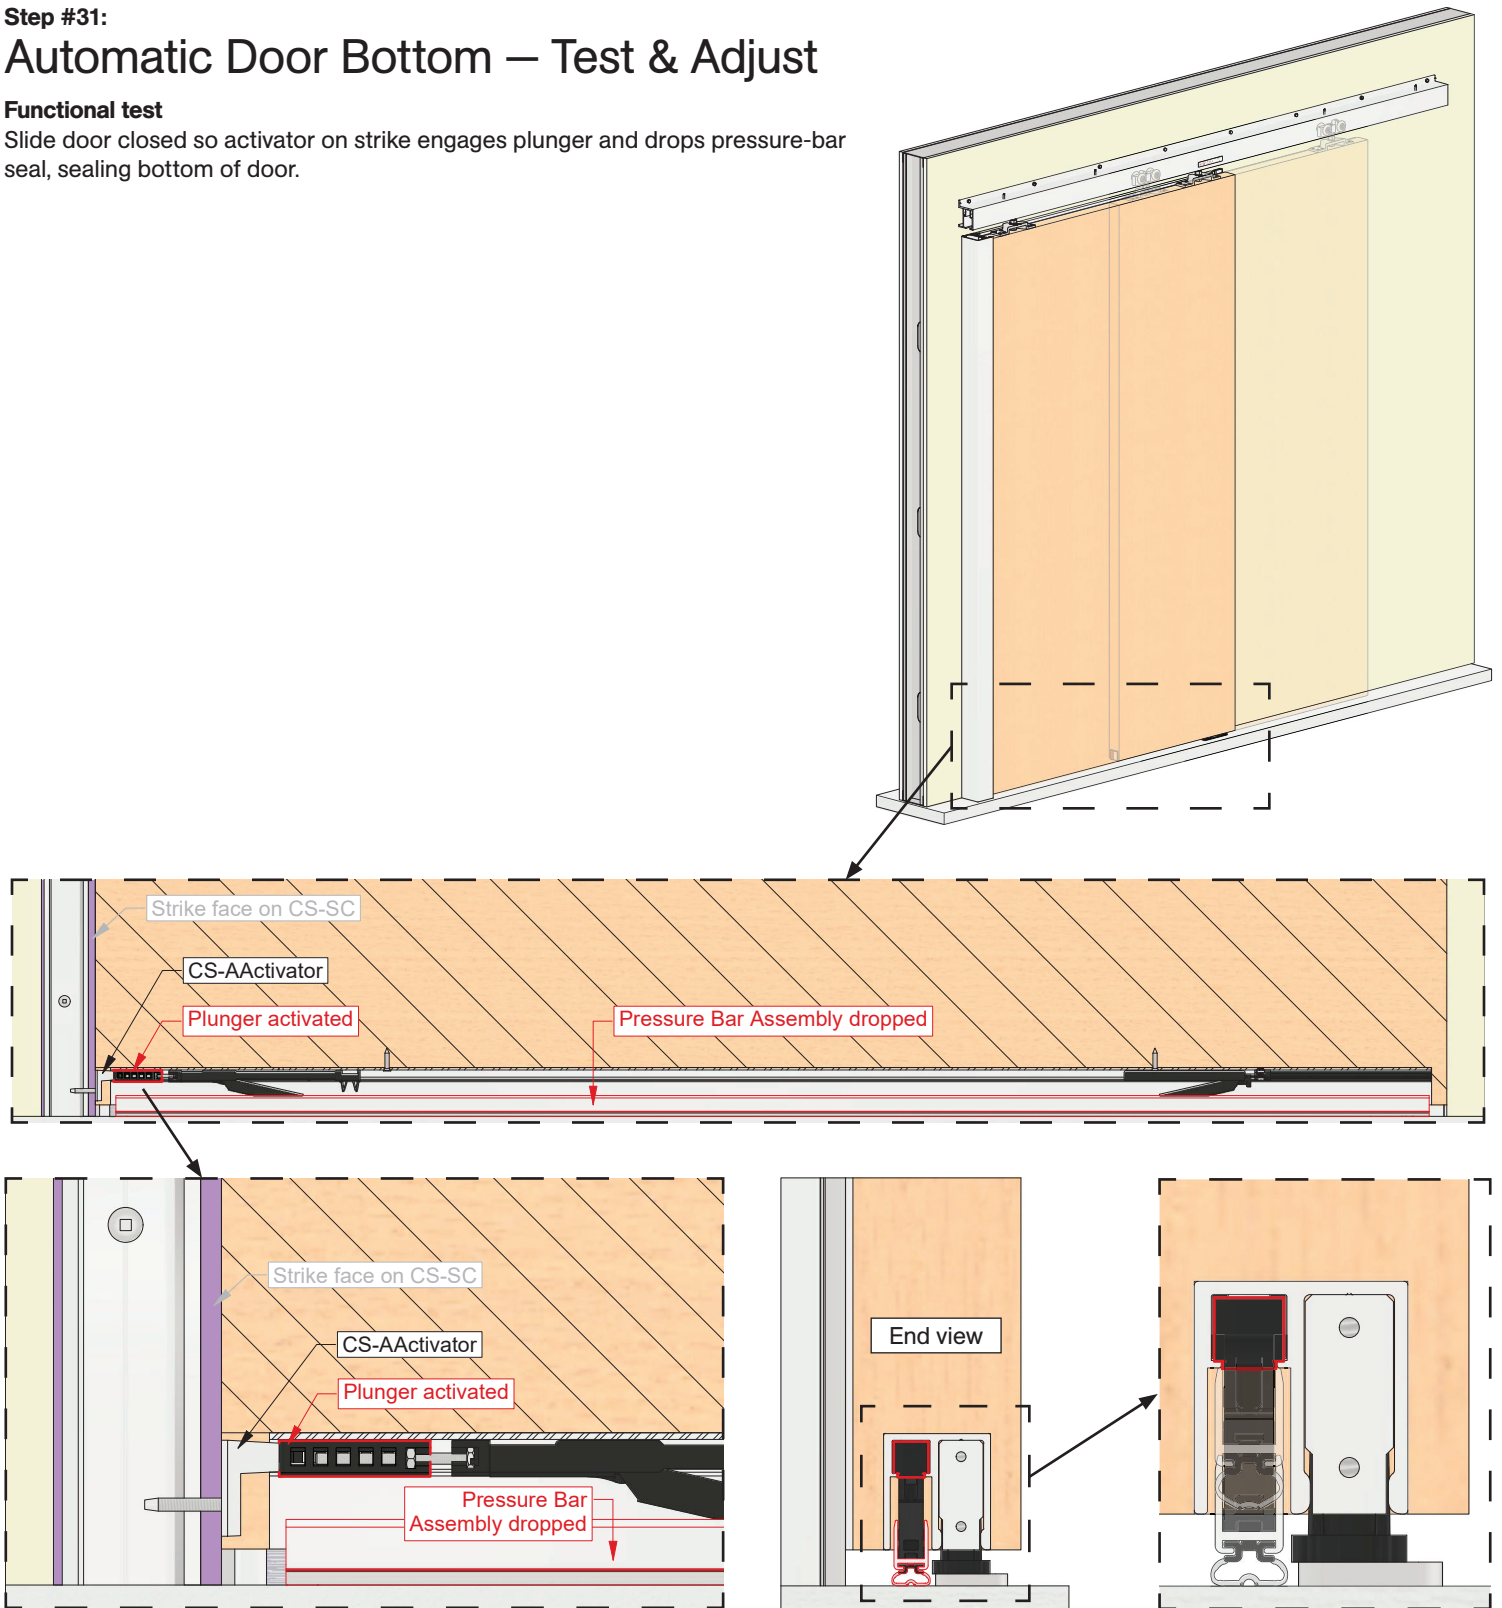 Step #31:
Automatic Door Bottom — Test & Adjust
Functional test
Slide door closed so activator on strike engages plunger and drops pressure-bar
seal, sealing bottom of door.
Strike face on CS-SC
CS-AActivator
Plunger activated
Pressure Bar Assembly dropped
Strike face on CS-SC
CS-AActivator
Plunger activated
Pressure Bar
Assembly dropped
End view